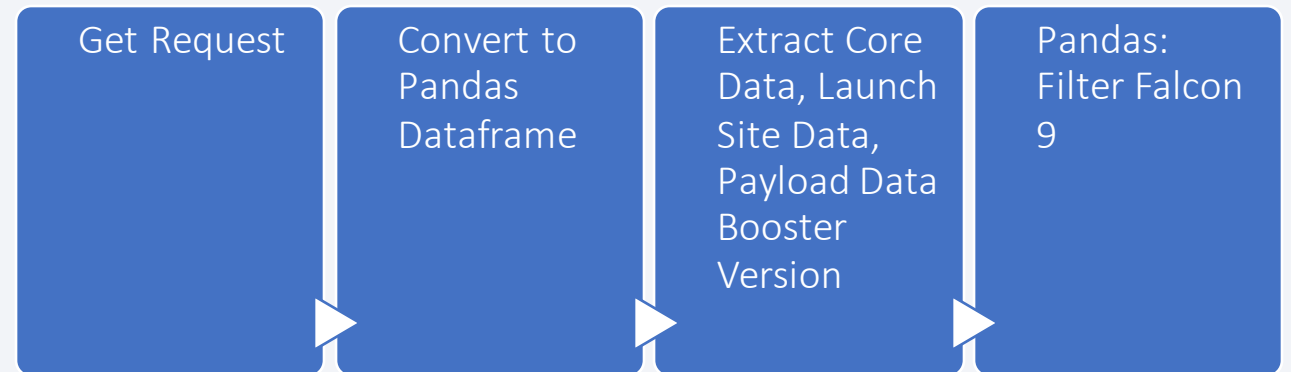 Get Request
Convert to
Pandas
Dataframe
Extract Core
Data, Launch
Site Data,
Payload Data
Booster
Version
Pandas:
Filter Falcon
9